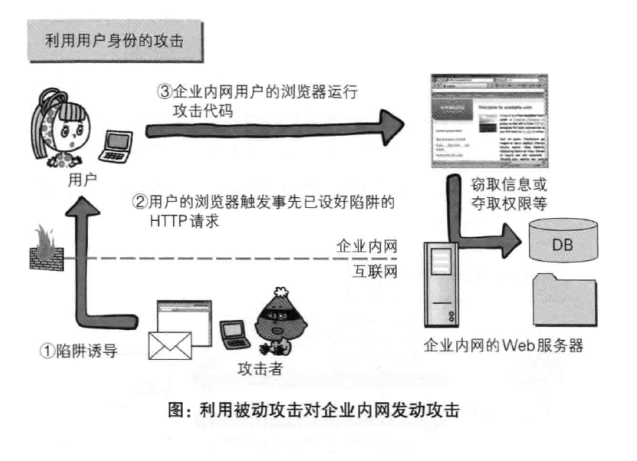 利用用户身份的攻击
③企业内网用户的浏览器运行
攻击代码
用户
②用户的浏览器触发事先已设好陷阱的
HTTP请求
窃取信息或
夺取权限等
DB
企业内网
互联网
①陷阱诱导
攻击者
企业内网的Web服务器
图：利用被动攻击对企业内网发动攻击